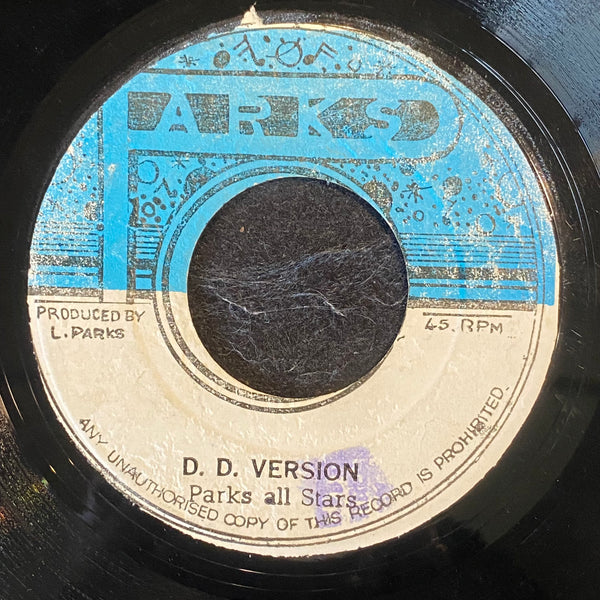 PARKS
PRODUCED BY
L. PARKS
45. RPM
D. D. VERSION
Parks all Stars
ANY UNAUTHORISED COPY OF THIS RECORD IS PROHIBITED.